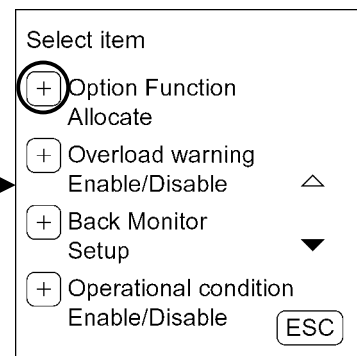 Select item
+ Option Function
Allocate
+ Overload warning
Enable/Disable
+ Back Monitor
Setup
+ Operational condition
Enable/Disable
ESC